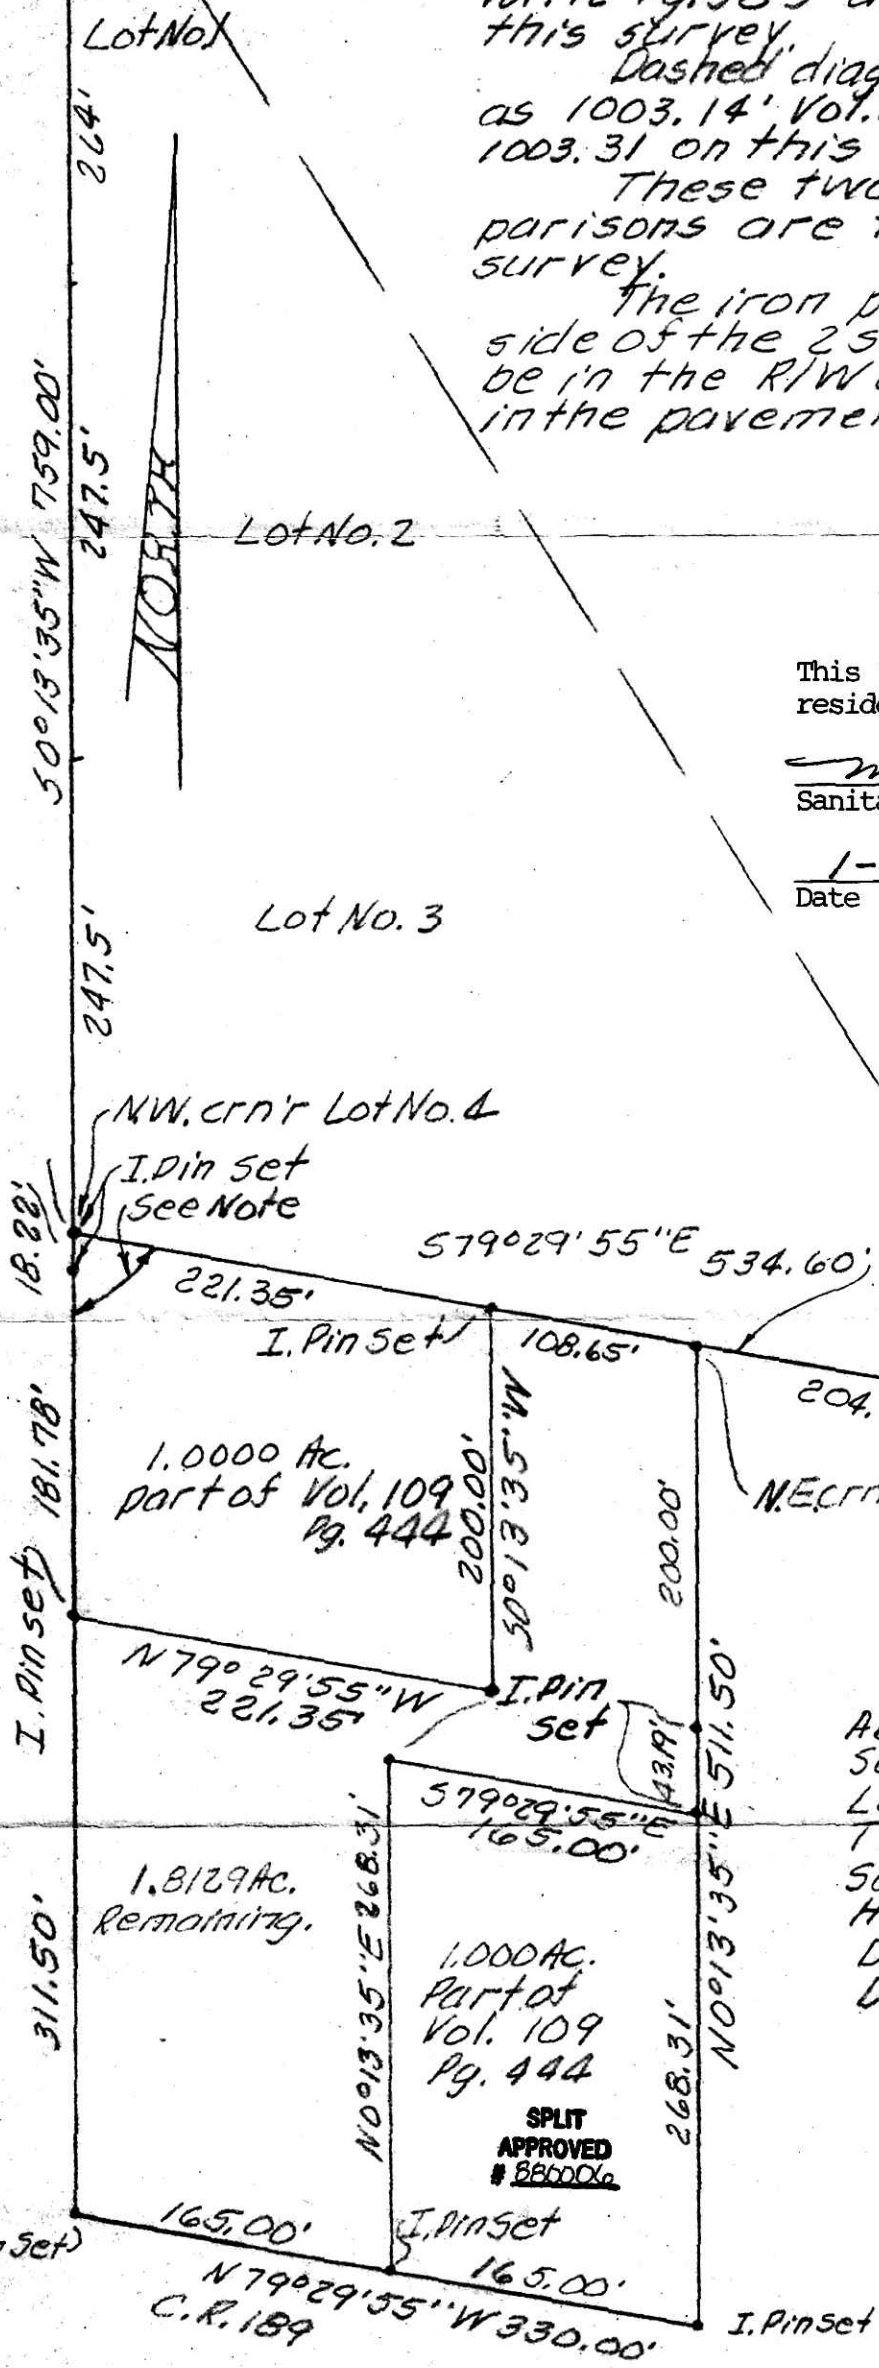 this survey.
Dashed diag
as 1003.14' Vol.
1003.31 on this
These two
parisons are
survey.
The iron p
side of the 2 s
be in the R/W
in the pavemen
Lot No. 1
264'
S0°13'35"W 759.00'
247.5'
NORTH
Lot No. 2
This
reside
Sanita
1-
Date
Lot No. 3
247.5'
N.W. crn'r Lot No. 4
I. Pin set
See Note
18.22'
S79°29'55"E 534.60'
221.35'
I. Pin Set
108.65'
204.
181.78'
1.0000 Ac.
part of Vol. 109
Pg. 444
200.00'
S0°13'35"W
200.00'
N.E. crn
I. Pin set
N79°29'55"W
221.35'
I. Pin
set
43.19'
N0°13'35"E 511.50'
S79°29'55"E
165.00'
1.8129 Ac.
Remaining.
311.50'
N0°13'35"E 268.31'
1.000 Ac.
Part of
Vol. 109
Pg. 444
268.31'
SPLIT
APPROVED
# 880006
165.00'
I. Pin Set
165.00'
Set
N79°29'55"W 330.00'
C.R. 189
I. Pin Set